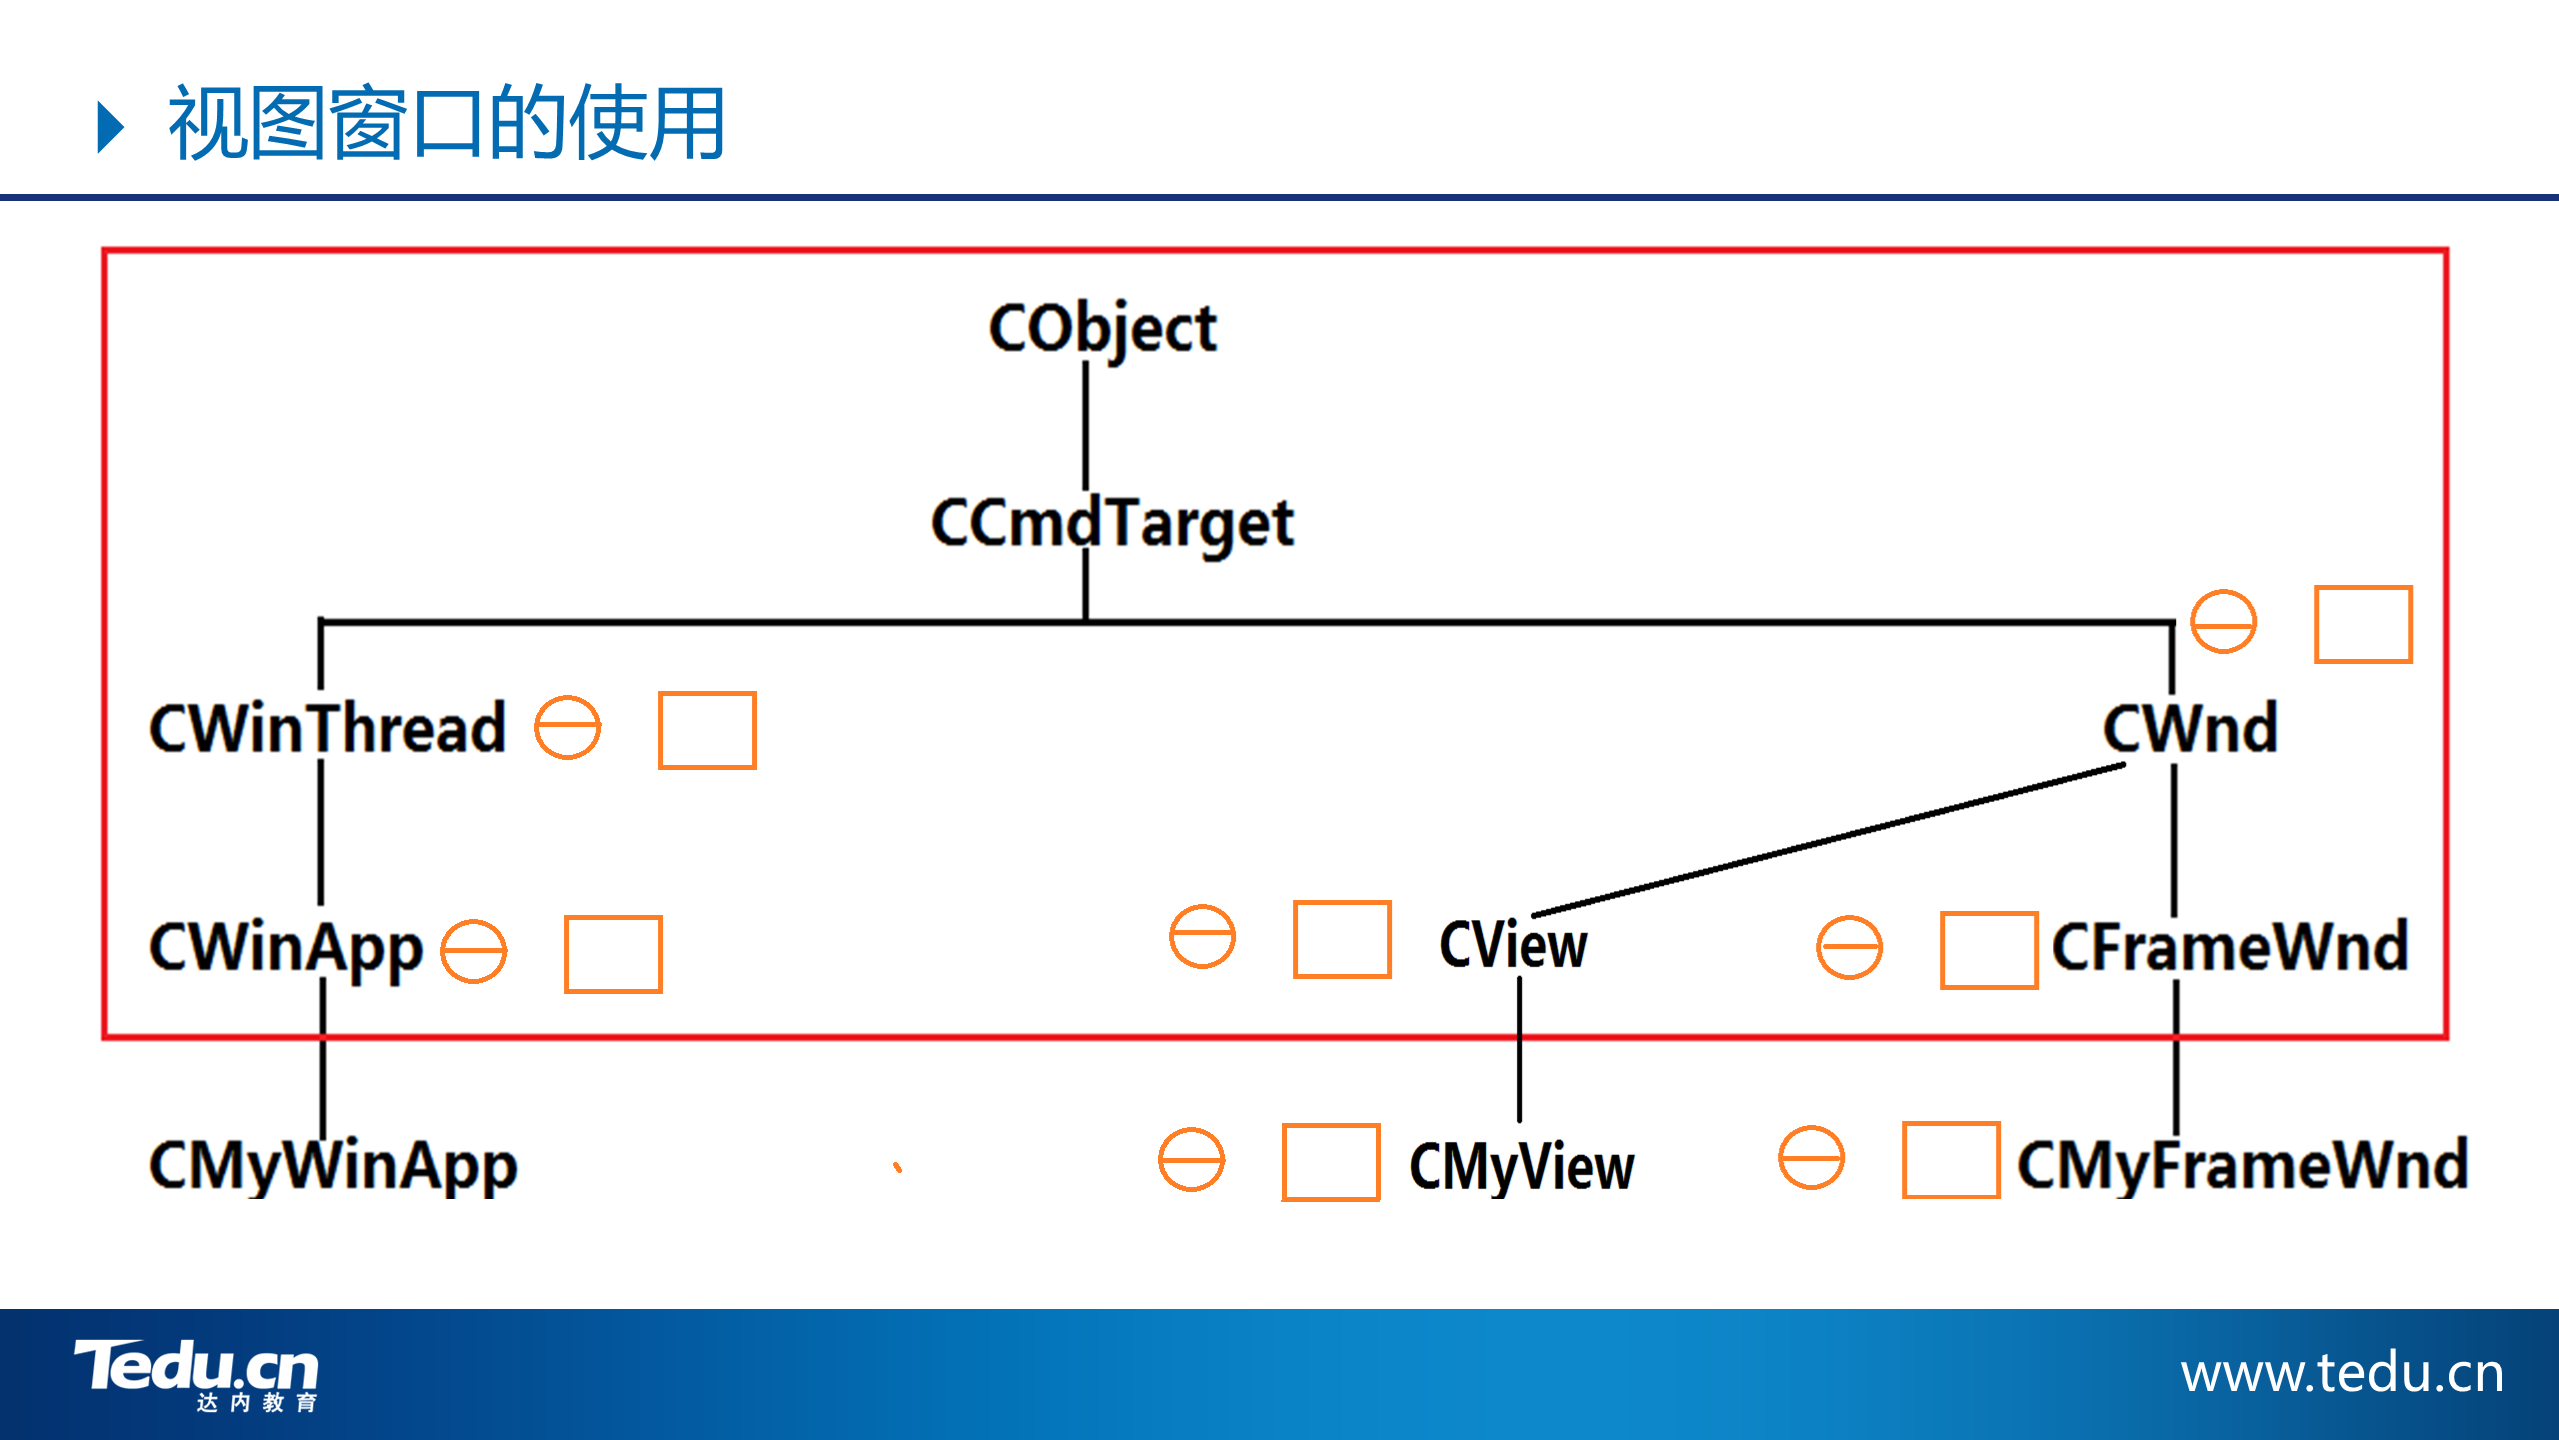 视图窗口的使用
CObject
CCmdTarget
CWinThread
CWnd
CWinApp
CView
CFrameWnd
CMyWinApp
CMyView
CMyFrameWnd
Tedu.cn
达内教育
www.tedu.cn